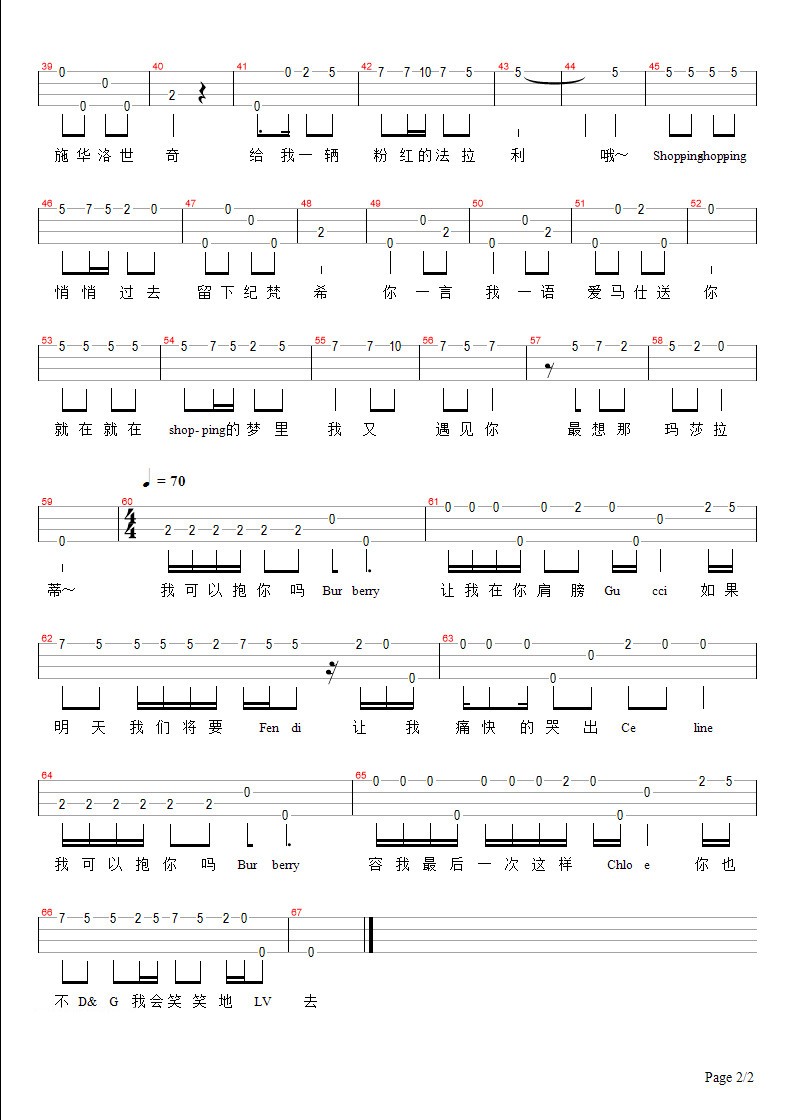 39 40 41 42 43 44 45
0 0 0 0 2 0 0 2 5 7 7 10 7 5 5 5 5 5 5 5
施华洛世奇 给我一辆 粉红的法拉利 哦~ Shoppinghopping
46 47 48 49 50 51 52
5 7 5 2 0 0 0 0 0 2 0 0 2 0 0 2 0 0 2 0 0
悄悄过去 留下纪梵希 你一言我一语 爱马仕送你
53 54 55 56 57 58
5 5 5 5 5 7 5 2 5 7 7 10 7 5 7 5 7 2 5 2 0
就在就在 shop-ping的梦里 我又遇见你 最想那玛莎拉
= 70
59 60 61
0 4 4 2 2 2 2 2 2 0 0 0 0 0 0 0 2 0 0 0 2 5
蒂~ 我可以抱你吗 Bur berry 让我在你肩膀 Gu cci 如果
62 63
7 5 5 5 5 2 7 5 5 2 0 0 0 0 0 0 0 2 0 0
明天我们将要 Fen di 让我 痛快的哭出 Ce line
64 65
2 2 2 2 2 2 0 0 0 0 0 0 0 0 0 2 0 0 0 2 5
我可以抱你吗 Bur berry 容我最后一次这样 Chlo e 你也
66 67
7 5 5 2 5 7 5 2 0 0 0
不 D& G 我会笑笑地 LV 去
Page 2/2